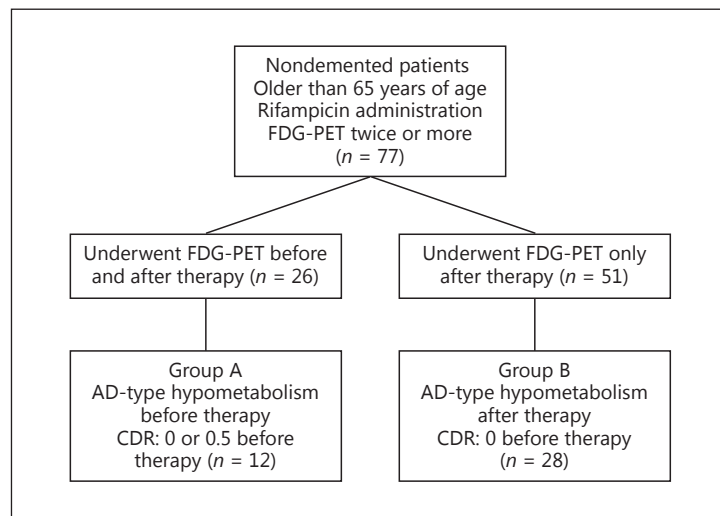 Nondemented patients
Older than 65 years of age
Rifampicin administration
FDG-PET twice or more
(n = 77)
Underwent FDG-PET before
and after therapy (n = 26)
Underwent FDG-PET only
after therapy (n = 51)
Group A
AD-type hypometabolism
before therapy
CDR: 0 or 0.5 before
therapy (n = 12)
Group B
AD-type hypometabolism
after therapy
CDR: 0 before therapy
(n = 28)